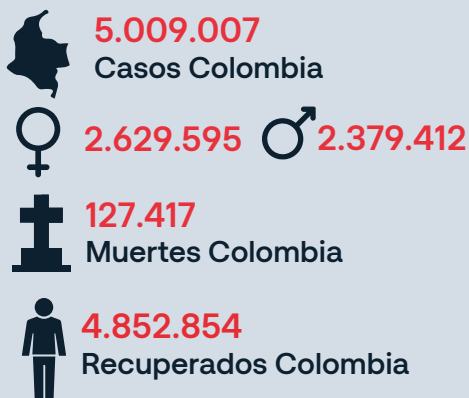 5.009.007
Casos Colombia
2.629.595 2.379.412
127.417
Muertes Colombia
4.852.854
Recuperados Colombia